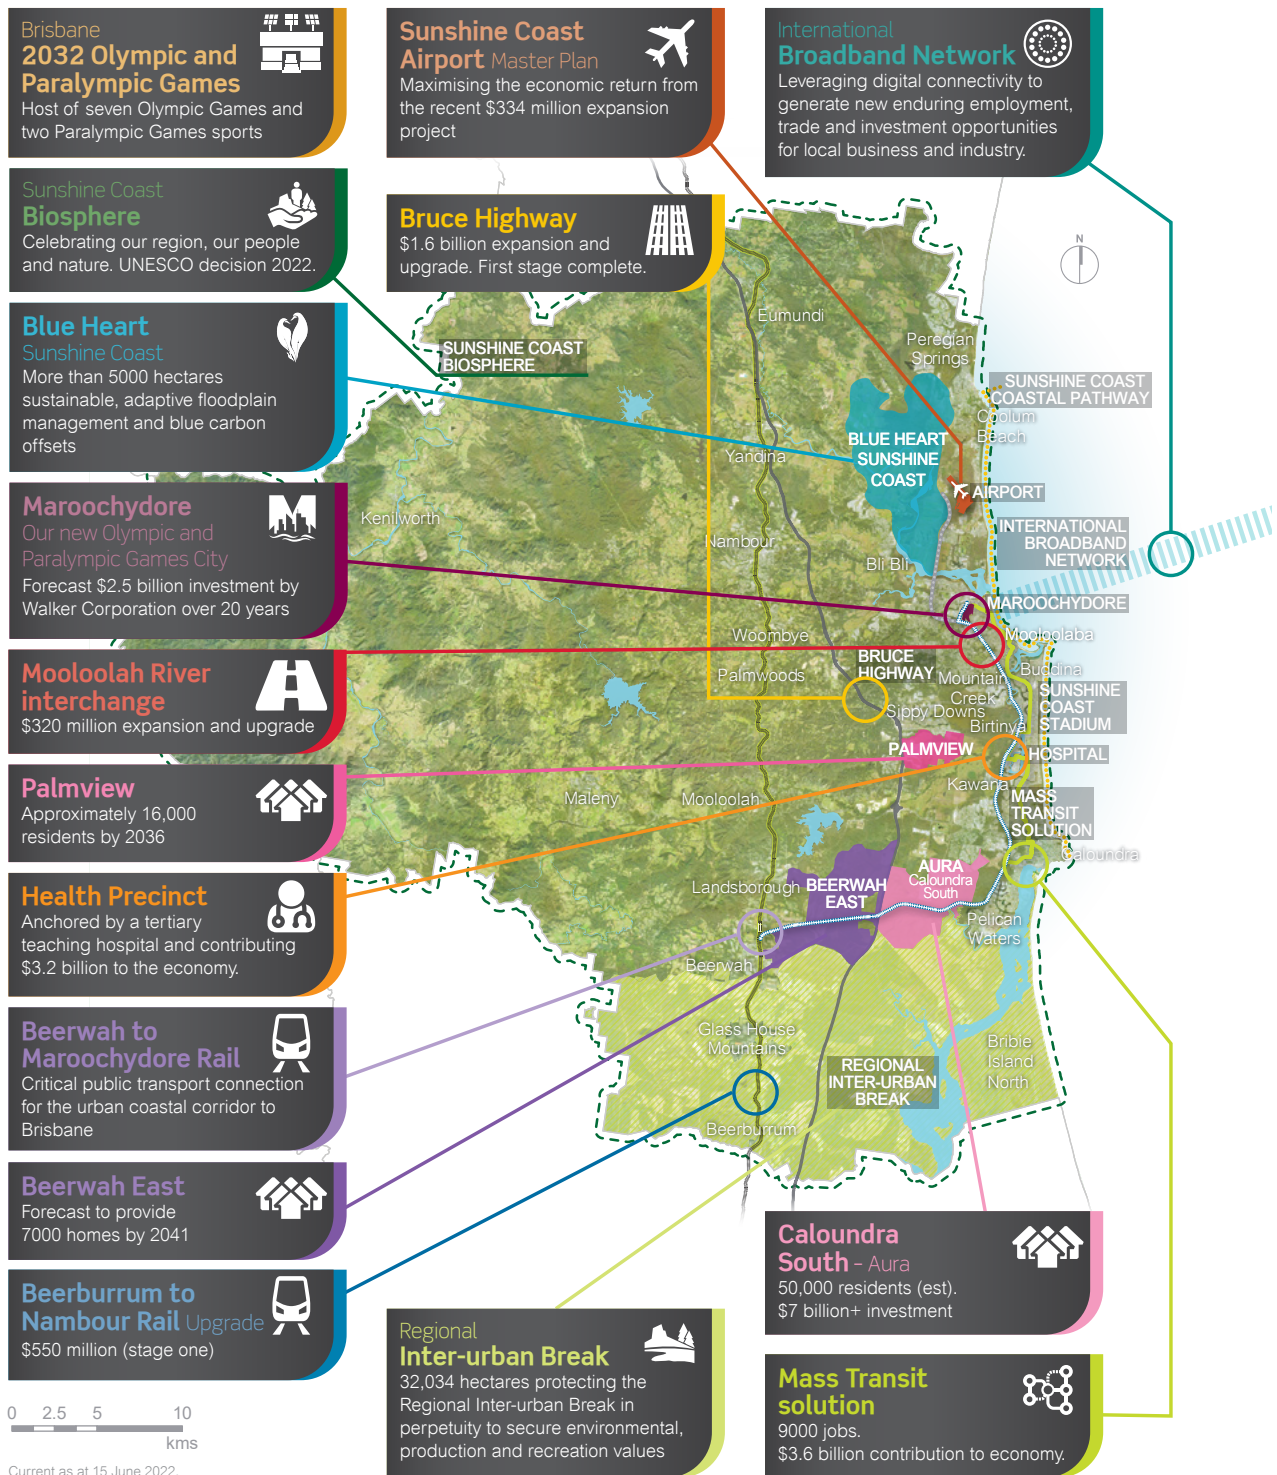 Brisbane
2032 Olympic and
Paralympic Games
Host of seven Olympic Games and
two Paralympic Games sports
Sunshine Coast
Airport Master Plan
Maximising the economic return from
the recent $334 million expansion
project
International
Broadband Network
Leveraging digital connectivity to
generate new enduring employment,
trade and investment opportunities
for local business and industry.
Sunshine Coast
Biosphere
Celebrating our region, our people
and nature. UNESCO decision 2022.
Bruce Highway
$1.6 billion expansion and
upgrade. First stage complete.
Blue Heart
Sunshine Coast
More than 5000 hectares
sustainable, adaptive floodplain
management and blue carbon
offsets
Maroochydore
Our new Olympic and
Paralympic Games City
Forecast $2.5 billion investment by
Walker Corporation over 20 years
Mooloolah River
interchange
$320 million expansion and upgrade
Palmview
Approximately 16,000
residents by 2036
Health Precinct
Anchored by a tertiary
teaching hospital and contributing
$3.2 billion to the economy.
Beerwah to
Maroochydore Rail
Critical public transport connection
for the urban coastal corridor to
Brisbane
Beerwah East
Forecast to provide
7000 homes by 2041
Beerburrum to
Nambour Rail Upgrade
$550 million (stage one)
Regional
Inter-urban Break
32,034 hectares protecting the
Regional Inter-urban Break in
perpetuity to secure environmental,
production and recreation values
Caloundra
South - Aura
50,000 residents (est).
$7 billion+ investment
Mass Transit
solution
9000 jobs.
$3.6 billion contribution to economy.
N
Eumundi
Peregian
Springs
SUNSHINE COAST
BIOSPHERE
SUNSHINE COAST
COASTAL PATHWAY
Coolum
Beach
BLUE HEART
SUNSHINE
COAST
Yandina
AIRPORT
Kenilworth
INTERNATIONAL
BROADBAND
NETWORK
Nambour
Bli Bli
MAROOCHYDORE
Woombye
Mooloolaba
BRUCE
HIGHWAY
Buddina
Palmwoods
Mountain
Creek
SUNSHINE
COAST
STADIUM
Sippy Downs
Birtinya
PALMVIEW
HOSPITAL
Kawana
Maleny
Mooloolah
MASS
TRANSIT
SOLUTION
Caloundra
AURA
Caloundra
South
Landsborough
BEERWAH
EAST
Pelican
Waters
Beerwah
Glass House
Mountains
Bribie
Island
North
REGIONAL
INTER-URBAN
BREAK
Beerburrum
0 2.5 5 10
kms
Current as at 15 June 2022.